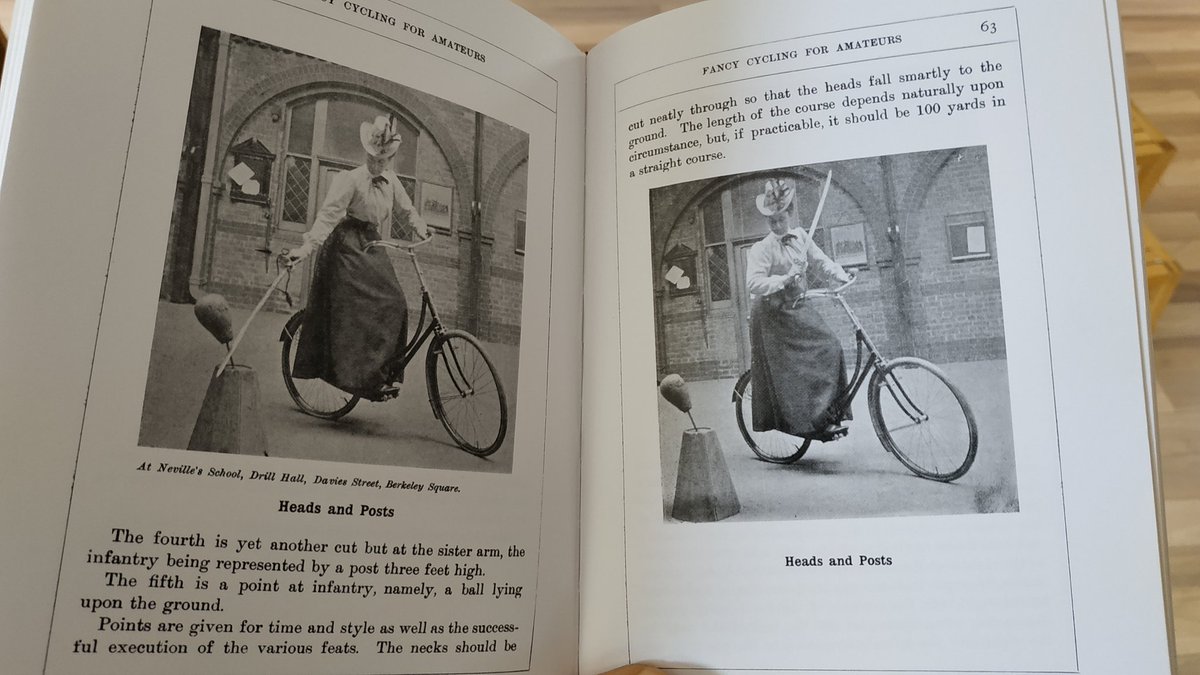 CY CYCLING FOR AMATEURS
At Neville's School, Drill Hall, Davies Street, Berkeley Square.
Heads and Posts
The fourth is yet another cut but at the sister arm, the
infantry being represented by a post three feet high.
The fifth is a point at infantry, namely, a ball lying
upon the ground.
Points are given for time and style as well as the success-
ful execution of the various feats. The necks should be
FANCY CYCLING FOR AMATEURS 63
cut neatly through so that the heads fall smartly to the
ground. The length of the course depends naturally upon
circumstance, but, if practicable, it should be 100 yards in
a straight course.
Heads and Posts